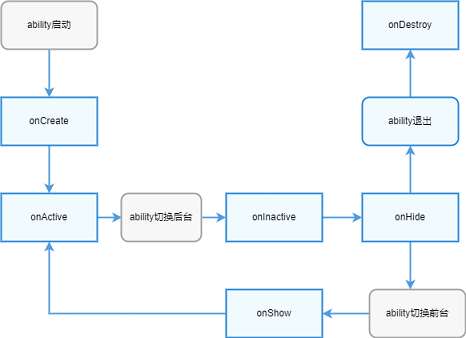 ability启动
onDestroy
onCreate
ability退出
onActive
ability切换后台
onInactive
onHide
onShow
ability切换前台